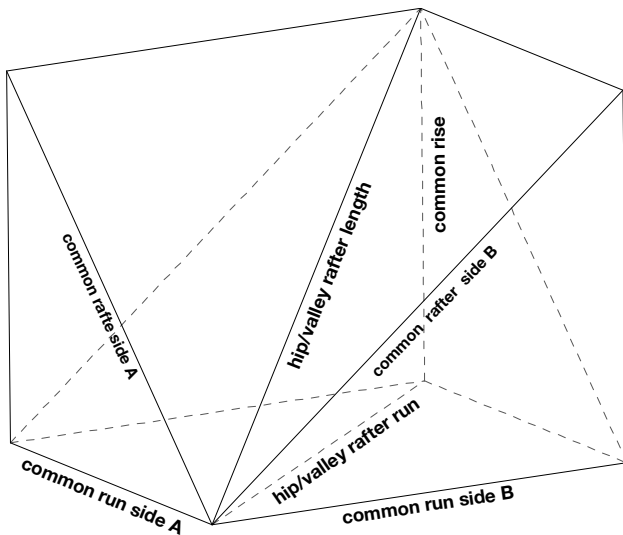 common rise
hip/valley rafter length
common rafte side A
common rafter side B
hip/valley rafter run
common run side A
common run side B